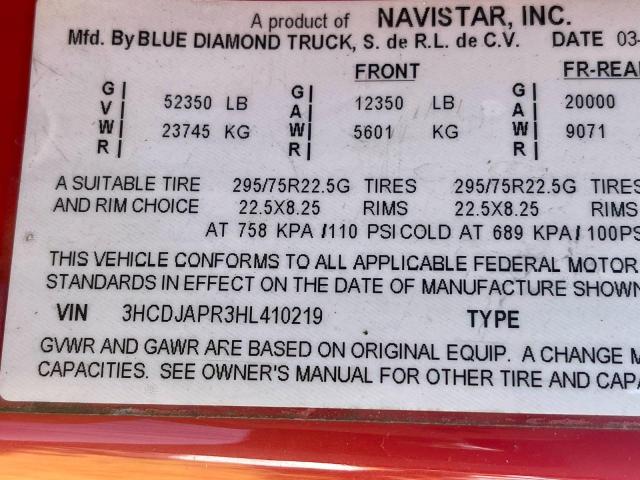 A product of NAVISTAR, INC.
Mfd. By BLUE DIAMOND TRUCK, S. de R.L. de C.V. DATE 03-
FRONT FR-REA
GVWR 52350 LB GAWR 12350 LB GAWR 20000
23745 KG 5601 KG 9071
A SUITABLE TIRE 295/75R22.5G TIRES 295/75R22.5G TIRES
AND RIM CHOICE 22.5X8.25 RIMS 22.5X8.25 RIMS
AT 758 KPA /110 PSI COLD AT 689 KPA/ 100PS
THIS VEHICLE CONFORMS TO ALL APPLICABLE FEDERAL MOTOR
STANDARDS IN EFFECT ON THE DATE OF MANUFACTURE SHOWN
VIN 3HCDJAPR3HL410219 TYPE
GVWR AND GAWR ARE BASED ON ORIGINAL EQUIP. A CHANGE M
CAPACITIES. SEE OWNER'S MANUAL FOR OTHER TIRE AND CAPA